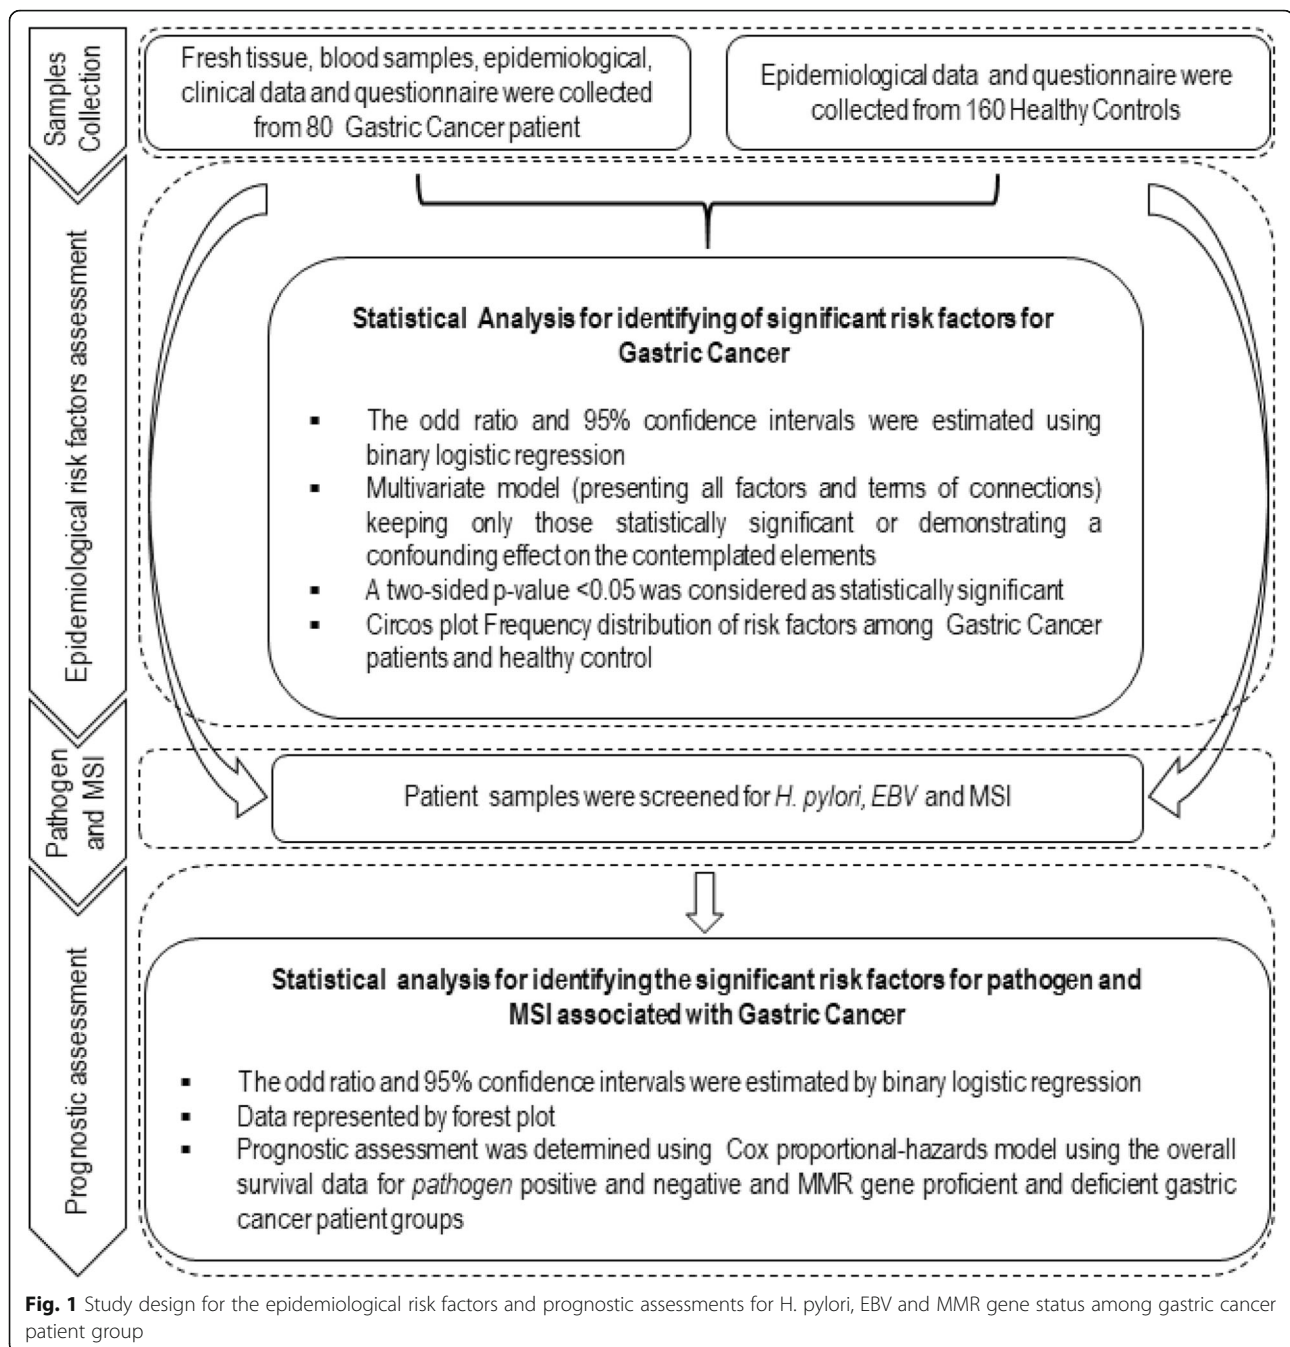 Samples
Collection
Fresh tissue, blood samples, epidemiological,
clinical data and questionnaire were collected
from 80 Gastric Cancer patient
Epidemiological data and questionnaire were
collected from 160 Healthy Controls
Epidemiological risk factors assessment
Statistical Analysis for identifying of significant risk factors for
Gastric Cancer
▪ The odd ratio and 95% confidence intervals were estimated using
binary logistic regression
▪ Multivariate model (presenting all factors and terms of connections)
keeping only those statistically significant or demonstrating a
confounding effect on the contemplated elements
▪ A two-sided p-value <0.05 was considered as statistically significant
▪ Circos plot Frequency distribution of risk factors among Gastric Cancer
patients and healthy control
Pathogen
and MSI
Patient samples were screened for H. pylori, EBV and MSI
Prognostic assessment
Statistical analysis for identifying the significant risk factors for pathogen and
MSI associated with Gastric Cancer
▪ The odd ratio and 95% confidence intervals were estimated by binary logistic regression
▪ Data represented by forest plot
▪ Prognostic assessment was determined using Cox proportional-hazards model using the overall
survival data for pathogen positive and negative and MMR gene proficient and deficient gastric
cancer patient groups
Fig. 1 Study design for the epidemiological risk factors and prognostic assessments for H. pylori, EBV and MMR gene status among gastric cancer
patient group